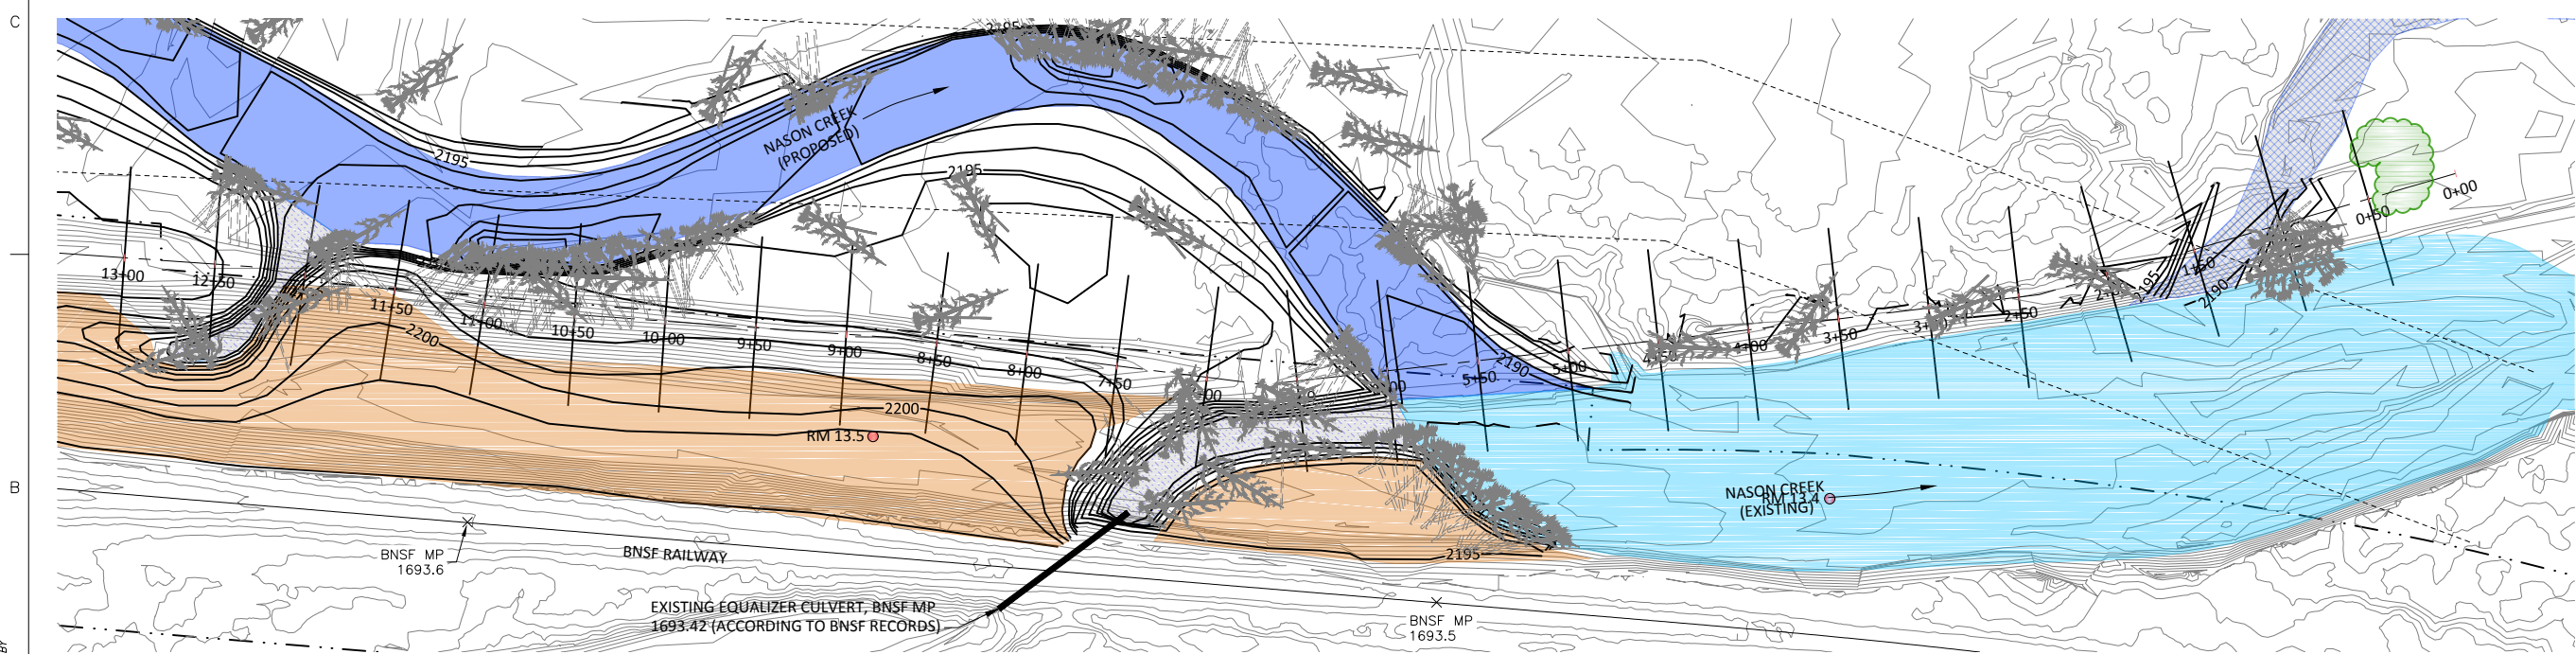 C
2195
2195
NASON CREEK
(PROPOSED)
2195
2195
0+00
0+50
1+50
2195
2190
2+50
3+50
4+00
4+50
5+00
2190
5+50
13+00
12+50
11+50
11+00
10+50
10+00
9+50
9+00
8+50
8+00
7+50
2200
2200
RM 13.5
B
NASON CREEK
RM 13.4
(EXISTING)
BNSF MP
1693.6
BNSF RAILWAY
2195
EXISTING EQUALIZER CULVERT, BNSF MP
1693.42 (ACCORDING TO BNSF RECORDS)
BNSF MP
1693.5
BY